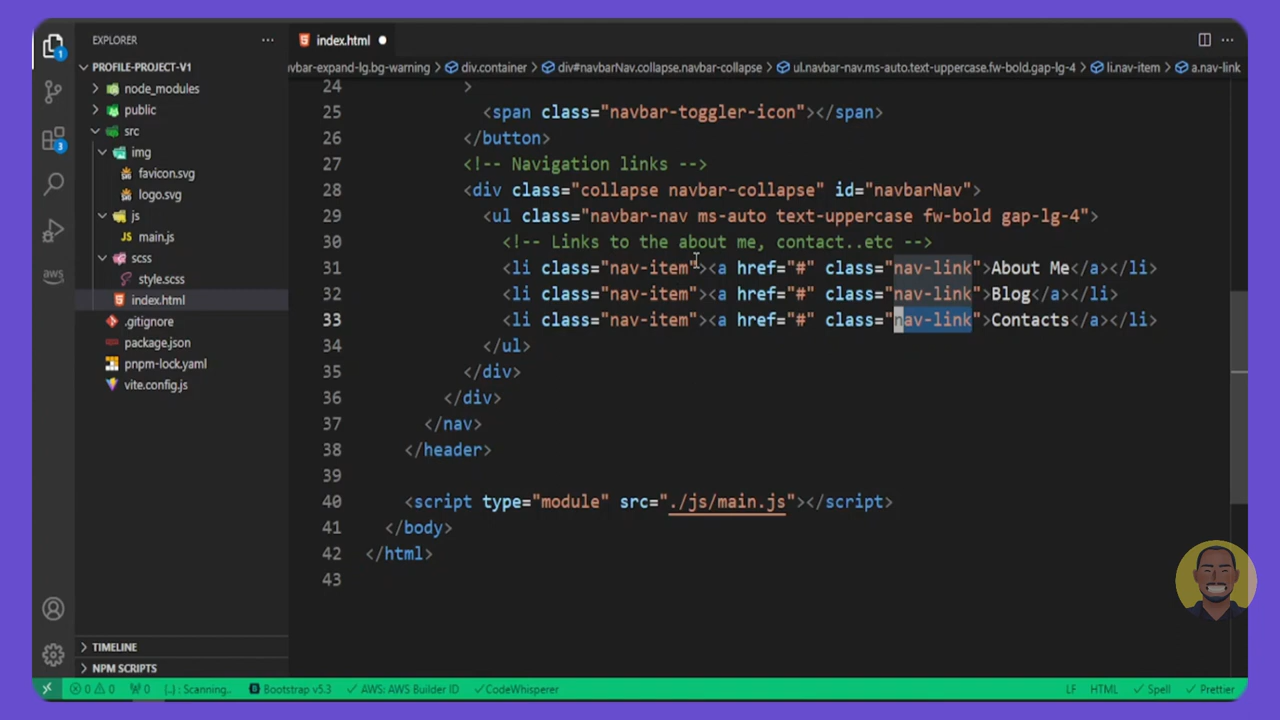 EXPLORER
···
index.html
···
1
3
aws
PROFILE-PROJECT-V1
node_modules
public
src
img
favicon.svg
logo.svg
js
JS main.js
scss
style.scss
index.html
.gitignore
package.json
pnpm-lock.yaml
vite.config.js
TIMELINE
NPM SCRIPTS
avbar-expand-lg.bg-warning > div.container > div#navbarNav.collapse.navbar-collapse > ul.navbar-nav.ms-auto.text-uppercase.fw-bold.gap-lg-4 > li.nav-item > a.nav-link
24 >
25 <span class="navbar-toggler-icon"></span>
26 </button>
27 <!-- Navigation links -->
28 <div class="collapse navbar-collapse" id="navbarNav">
29 <ul class="navbar-nav ms-auto text-uppercase fw-bold gap-lg-4">
30 <!-- Links to the about me, contact..etc -->
31 <li class="nav-item"><a href="#" class="nav-link">About Me</a></li>
32 <li class="nav-item"><a href="#" class="nav-link">Blog</a></li>
33 <li class="nav-item"><a href="#" class="nav-link">Contacts</a></li>
34 </ul>
35 </div>
36 </div>
37 </nav>
38 </header>
39
40 <script type="module" src="./js/main.js"></script>
41 </body>
42 </html>
43
0 0 0 {..} : Scanning.. Bootstrap v5.3 AWS: AWS Builder ID CodeWhisperer LF HTML Spell Prettier